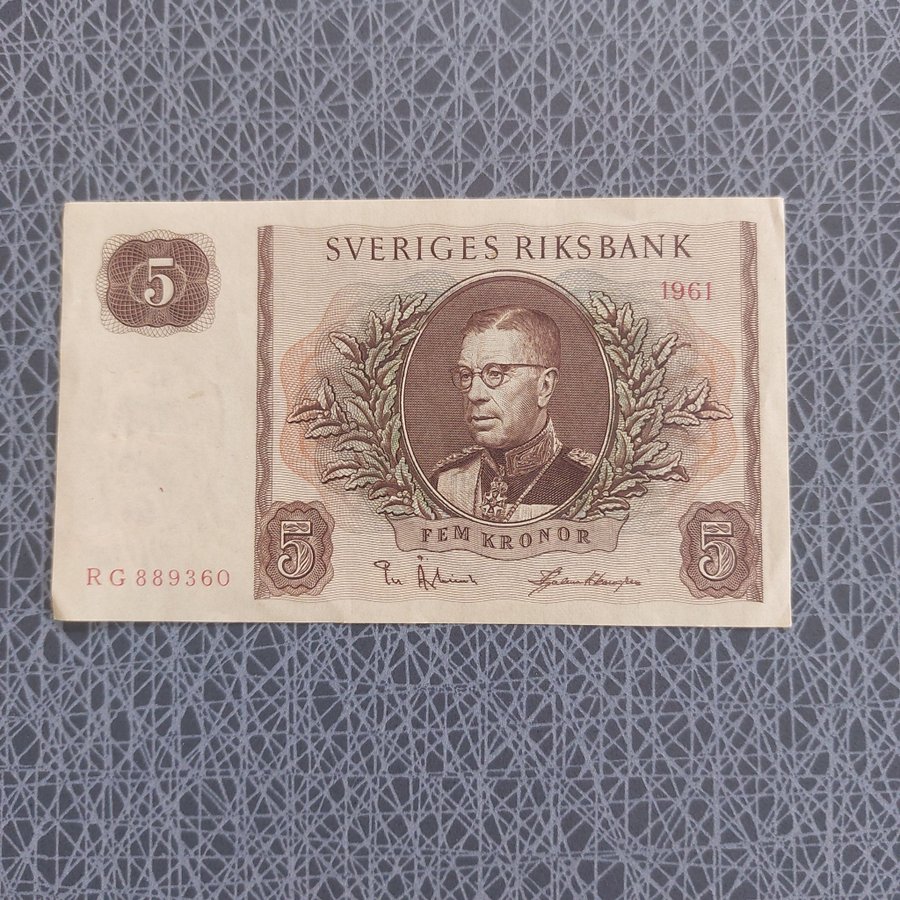 5
SVERIGES RIKSBANK
1961
FEM KRONOR
5
5
RG 889360